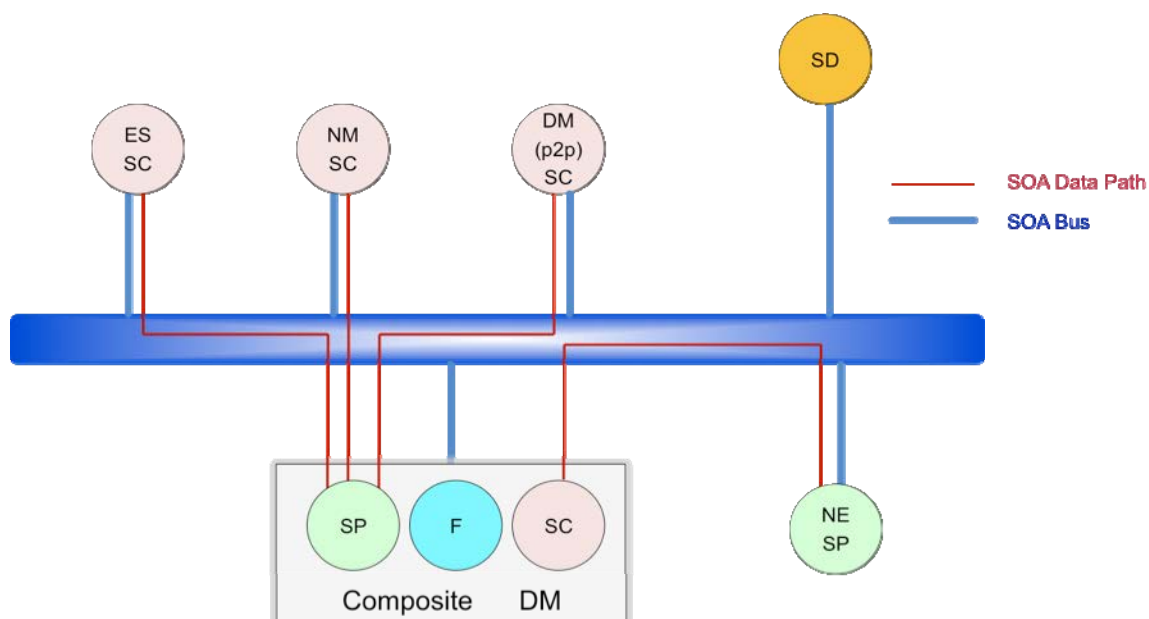 SD
ES
SC
NM
SC
DM
(p2p)
SC
SOA Data Path
SOA Bus
SP
F
SC
NE
SP
Composite DM